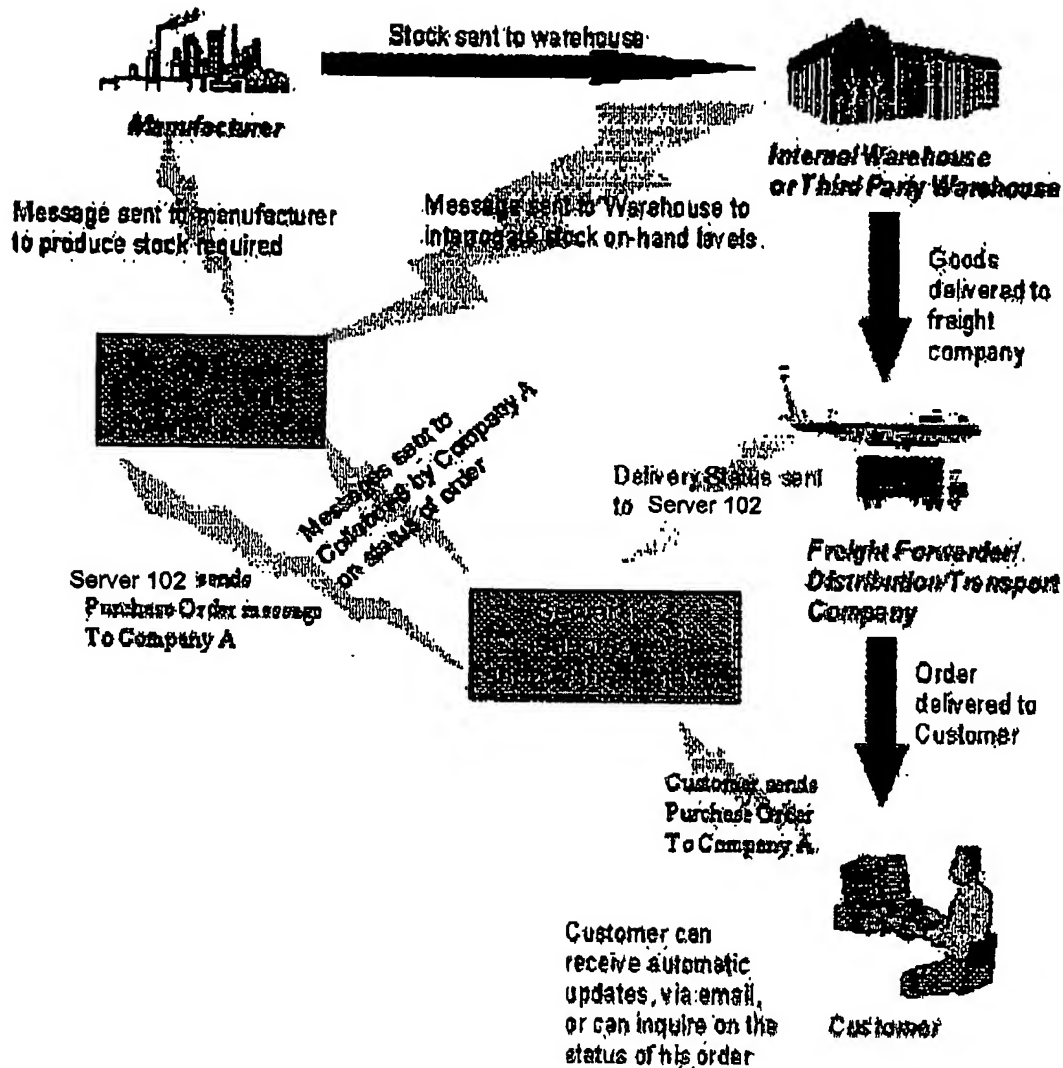 Stock sent to warehouse
Manufacturer
Internal Warehouse
or Third Party Warehouse
Message sent to manufacturer
to produce stock required
Message sent to Warehouse to
interrogate stock on-hand levels.
Goods
delivered to
freight
company
Messages sent to
Customer by Company A
on status of order
Delivery Status sent
to Server 102
Freight Forwarder/
Distribution/Transport
Company
Server 102 sends
Purchase Order message
To Company A
Order
delivered to
Customer
Customer sends
Purchase Order
To Company A
Customer can
receive automatic
updates, via email,
or can inquire on the
status of his order
Customer